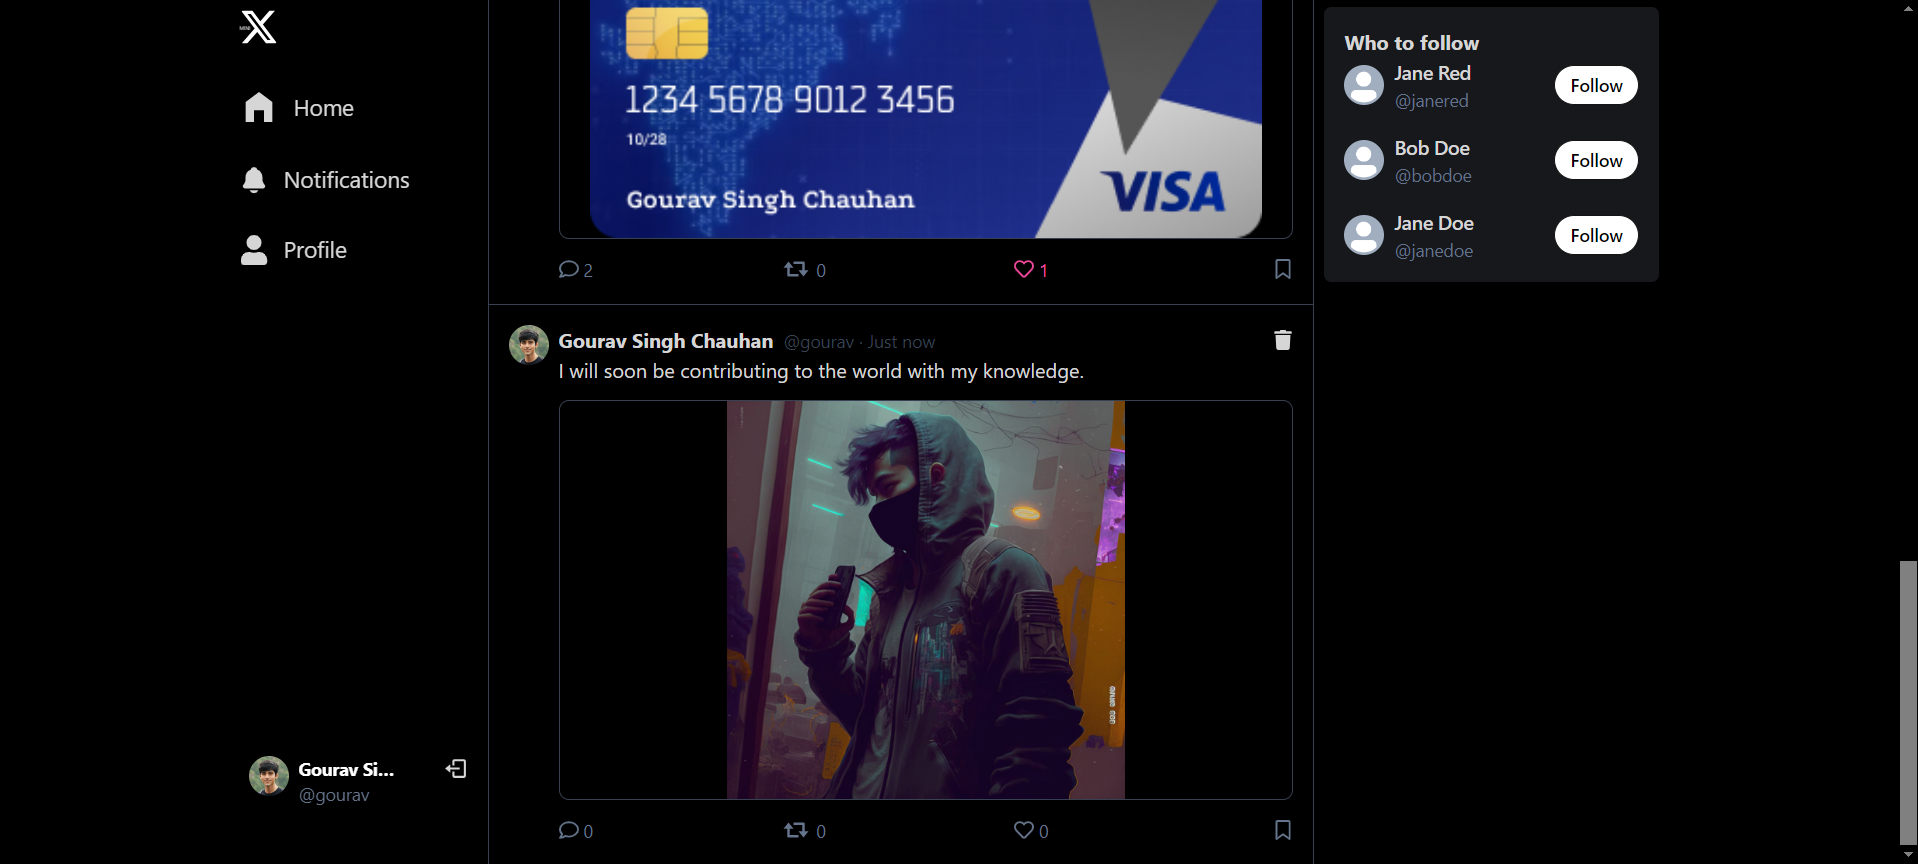 MINI
Home
Notifications
Profile
Gourav Si...
@gourav
1234 5678 9012 3456
10/28
Gourav Singh Chauhan
VISA
2
0
1
Gourav Singh Chauhan @gourav · Just now
I will soon be contributing to the world with my knowledge.
0
0
0
Who to follow
Jane Red
@janered
Follow
Bob Doe
@bobdoe
Follow
Jane Doe
@janedoe
Follow